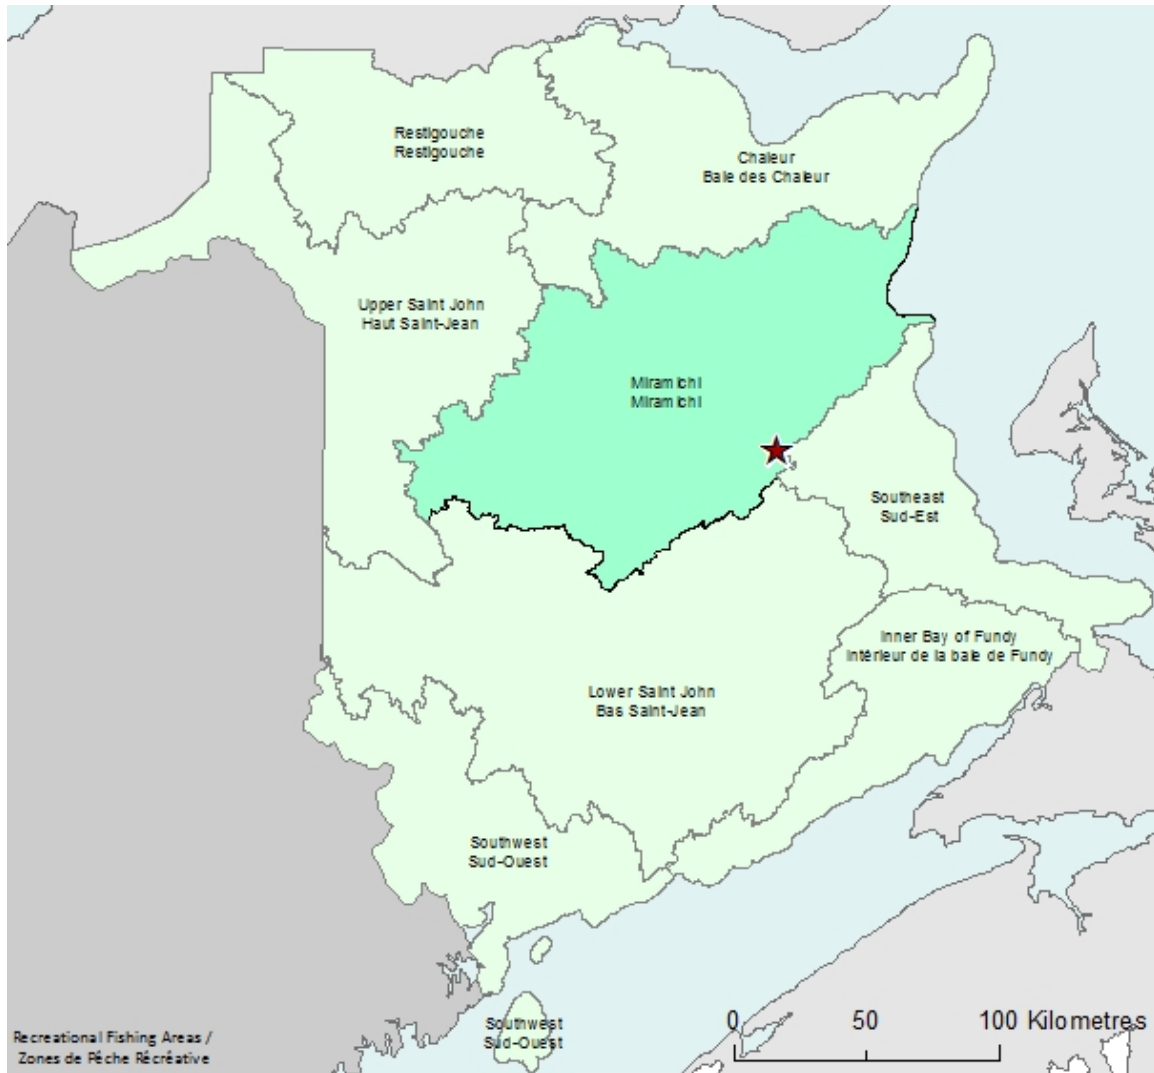 Restigouche
Restigouche
Chaleur
Baie des Chaleur
Upper Saint John
Haut Saint-Jean
Miramichi
Miramichi
Southeast
Sud-Est
Inner Bay of Fundy
Intérieur de la baie de Fundy
Lower Saint John
Bas Saint-Jean
Southwest
Sud-Ouest
Southwest
Sud-Ouest
0 50 100 Kilometres
Recreational Fishing Areas /
Zones de Pêche Récréative